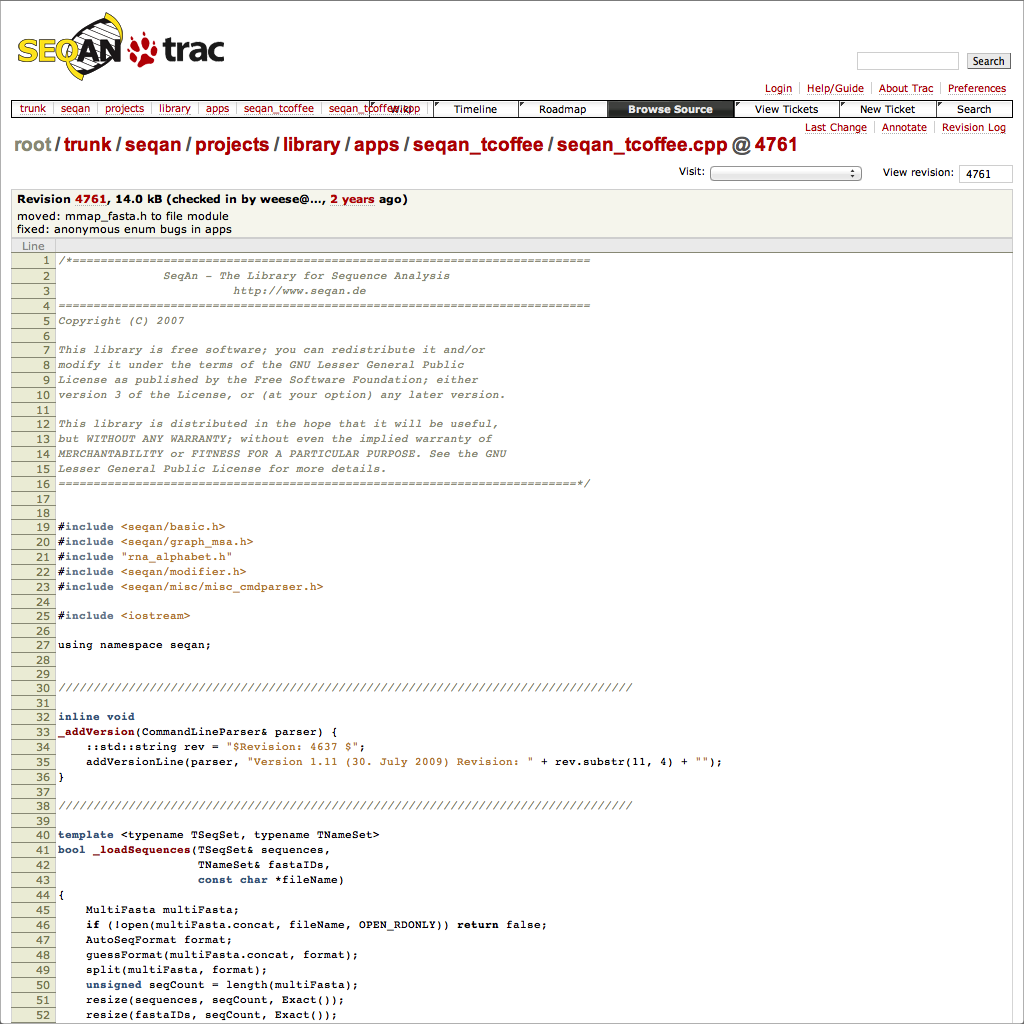 SEQAN trac
Search
Login Help/Guide About Trac Preferences
trunk seqan projects library apps seqan_tcoffee seqan_tcoffee.cpp Wiki Timeline Roadmap Browse Source View Tickets New Ticket Search
Last Change Annotate Revision Log
root / trunk / seqan / projects / library / apps / seqan_tcoffee / seqan_tcoffee.cpp @ 4761
Visit: View revision: 4761
Revision 4761, 14.0 kB (checked in by weese@..., 2 years ago)
moved: mmap_fasta.h to file module
fixed: anonymous enum bugs in apps
Line
1 /*==========================================================================
2 SeqAn - The Library for Sequence Analysis
3 http://www.seqan.de
4 ============================================================================
5 Copyright (C) 2007
6
7 This library is free software; you can redistribute it and/or
8 modify it under the terms of the GNU Lesser General Public
9 License as published by the Free Software Foundation; either
10 version 3 of the License, or (at your option) any later version.
11
12 This library is distributed in the hope that it will be useful,
13 but WITHOUT ANY WARRANTY; without even the implied warranty of
14 MERCHANTABILITY or FITNESS FOR A PARTICULAR PURPOSE. See the GNU
15 Lesser General Public License for more details.
16 ==========================================================================*/
17
18
19 #include <seqan/basic.h>
20 #include <seqan/graph_msa.h>
21 #include "rna_alphabet.h"
22 #include <seqan/modifier.h>
23 #include <seqan/misc/misc_cmdparser.h>
24
25 #include <iostream>
26
27 using namespace seqan;
28
29
30 //////////////////////////////////////////////////////////////////////////////////
31
32 inline void
33 _addVersion(CommandLineParser& parser) {
34 ::std::string rev = "$Revision: 4637 $";
35 addVersionLine(parser, "Version 1.11 (30. July 2009) Revision: " + rev.substr(11, 4) + "");
36 }
37
38 //////////////////////////////////////////////////////////////////////////////////
39
40 template <typename TSeqSet, typename TNameSet>
41 bool _loadSequences(TSeqSet& sequences,
42 TNameSet& fastaIDs,
43 const char *fileName)
44 {
45 MultiFasta multiFasta;
46 if (!open(multiFasta.concat, fileName, OPEN_RDONLY)) return false;
47 AutoSeqFormat format;
48 guessFormat(multiFasta.concat, format);
49 split(multiFasta, format);
50 unsigned seqCount = length(multiFasta);
51 resize(sequences, seqCount, Exact());
52 resize(fastaIDs, seqCount, Exact());